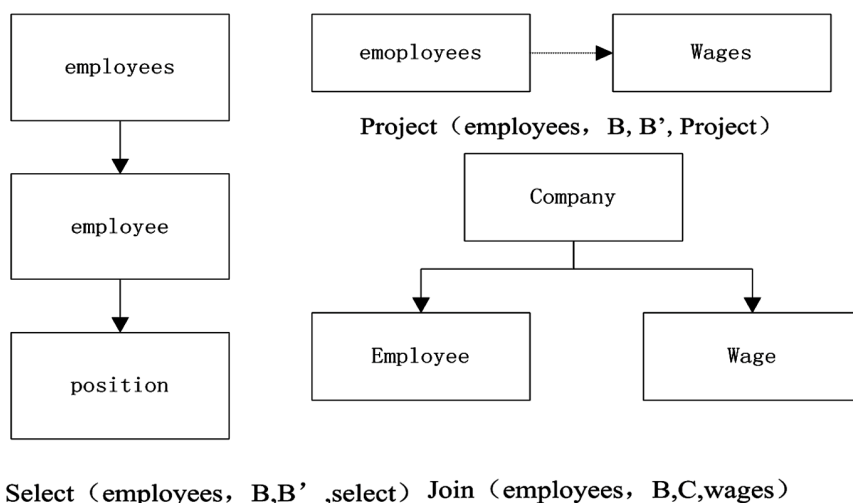 employees
employee
position
Select（employees， B,B’ ,select）
emoployees
Wages
Project（employees， B, B’, Project）
Company
Employee
Wage
Join（employees， B,C,wages）